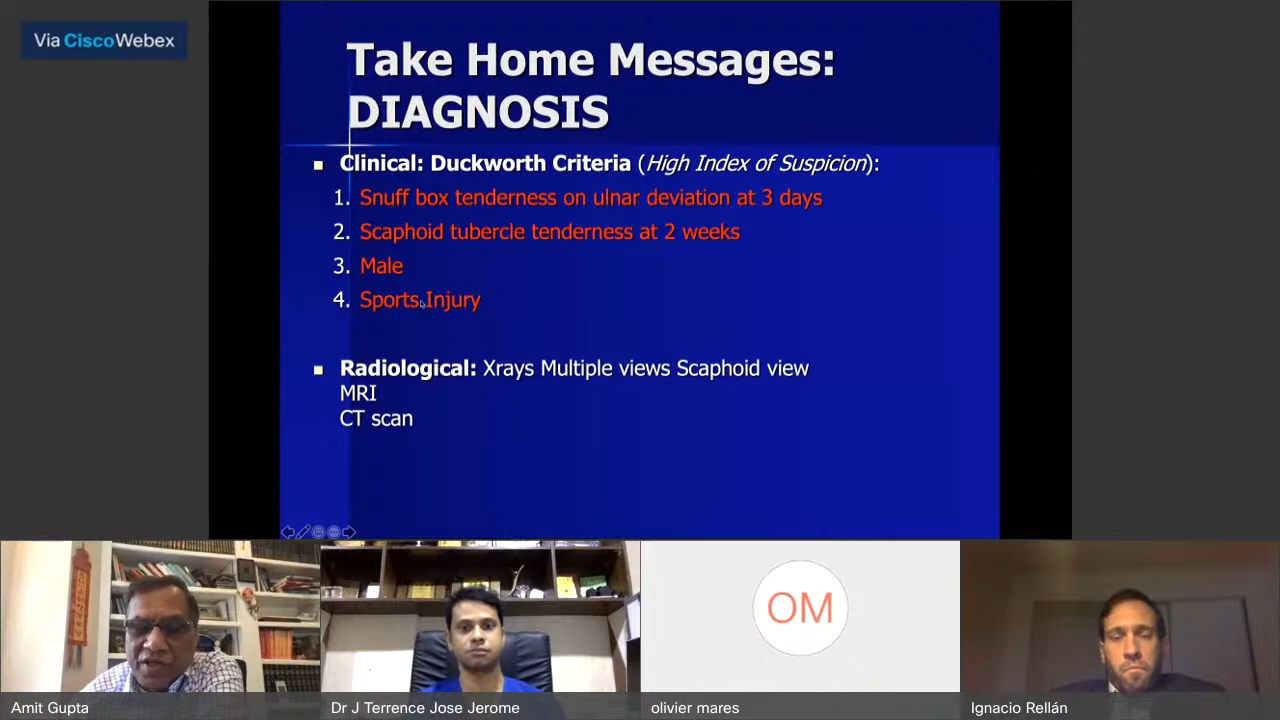 Via Cisco Webex
Take Home Messages:
DIAGNOSIS
Clinical: Duckworth Criteria (High Index of Suspicion):
1. Snuff box tenderness on ulnar deviation at 3 days
2. Scaphoid tubercle tenderness at 2 weeks
3. Male
4. Sports Injury
Radiological: Xrays Multiple views Scaphoid view
MRI
CT scan
OM
Amit Gupta
Dr J Terrence Jose Jerome
olivier mares
Ignacio Rellán